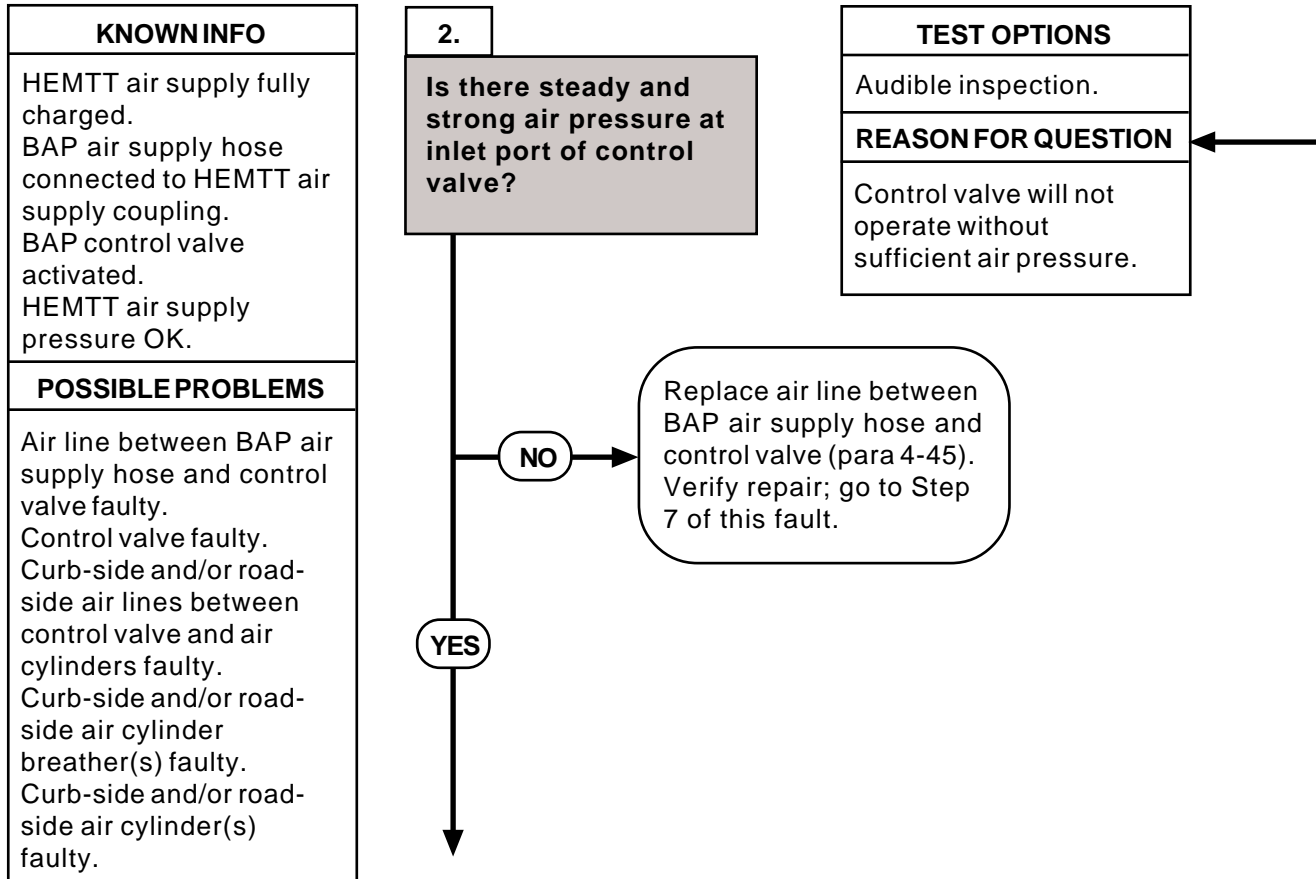 KNOWN INFO
HEMTT air supply fully
charged.
BAP air supply hose
connected to HEMTT air
supply coupling.
BAP control valve
activated.
HEMTT air supply
pressure OK.
POSSIBLE PROBLEMS
Air line between BAP air
supply hose and control
valve faulty.
Control valve faulty.
Curb-side and/or road-
side air lines between
control valve and air
cylinders faulty.
Curb-side and/or road-
side air cylinder
breather(s) faulty.
Curb-side and/or road-
side air cylinder(s)
faulty.
2.
Is there steady and
strong air pressure at
inlet port of control
valve?
NO
Replace air line between
BAP air supply hose and
control valve (para 4-45).
Verify repair; go to Step
7 of this fault.
YES
TEST OPTIONS
Audible inspection.
REASON FOR QUESTION
Control valve will not
operate without
sufficient air pressure.